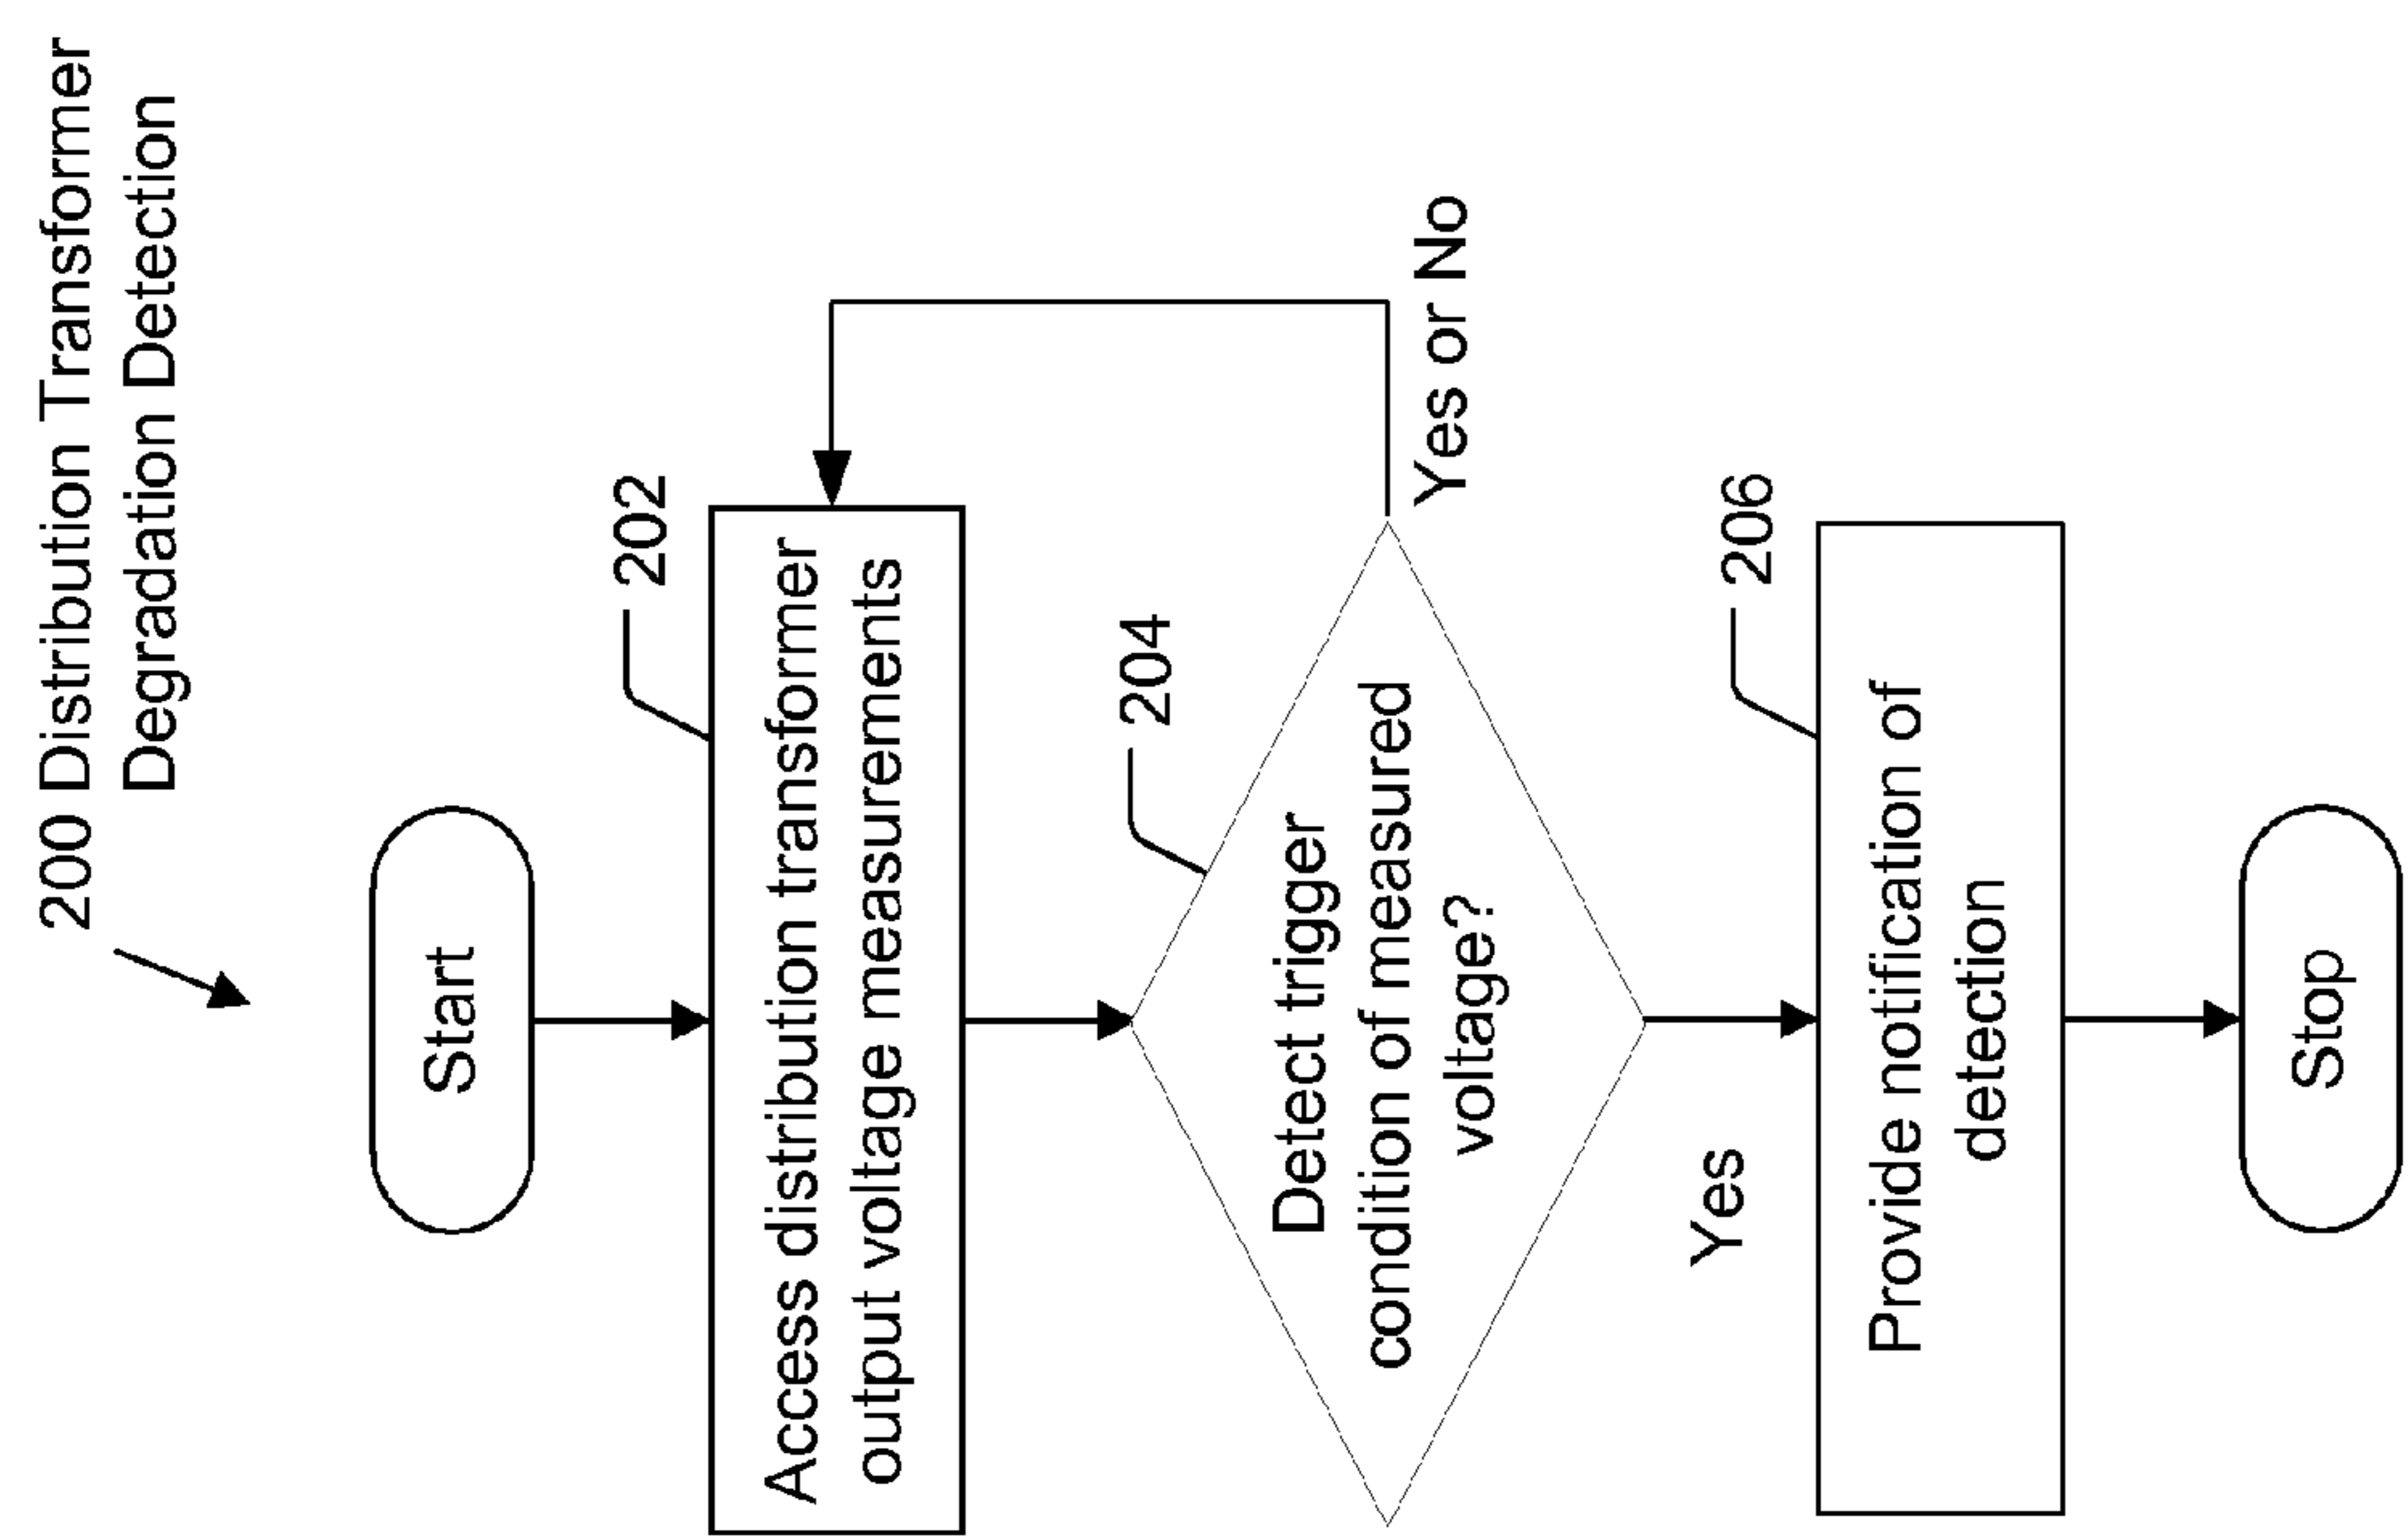 200 Distribution Transformer
Degradation Detection
Start
202
Access distribution transformer
output voltage measurements
204
Detect trigger
condition of measured
voltage?
Yes or No
Yes
206
Provide notification of
detection
Stop